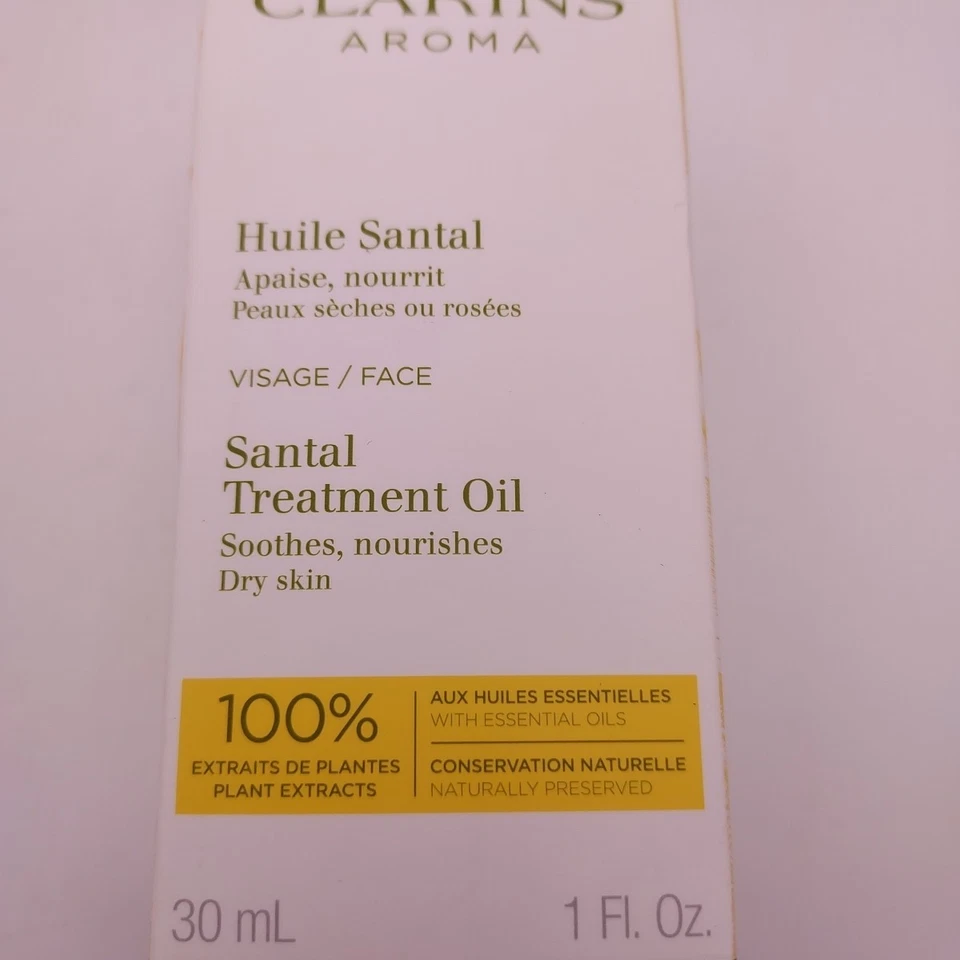 CLARINS
AROMA
Huile Santal
Apaise, nourrit
Peaux sèches ou rosées
VISAGE / FACE
Santal
Treatment Oil
Soothes, nourishes
Dry skin
100%
EXTRAITS DE PLANTES
PLANT EXTRACTS
AUX HUILES ESSENTIELLES
WITH ESSENTIAL OILS
CONSERVATION NATURELLE
NATURALLY PRESERVED
30 mL
1 Fl. Oz.